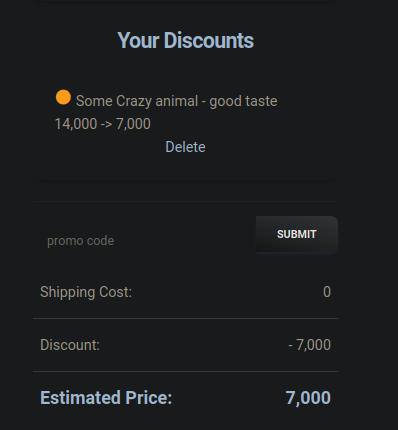 Your Discounts
Some Crazy animal - good taste
14,000 -> 7,000
Delete
promo code
SUBMIT
Shipping Cost: 0
Discount: - 7,000
Estimated Price: 7,000